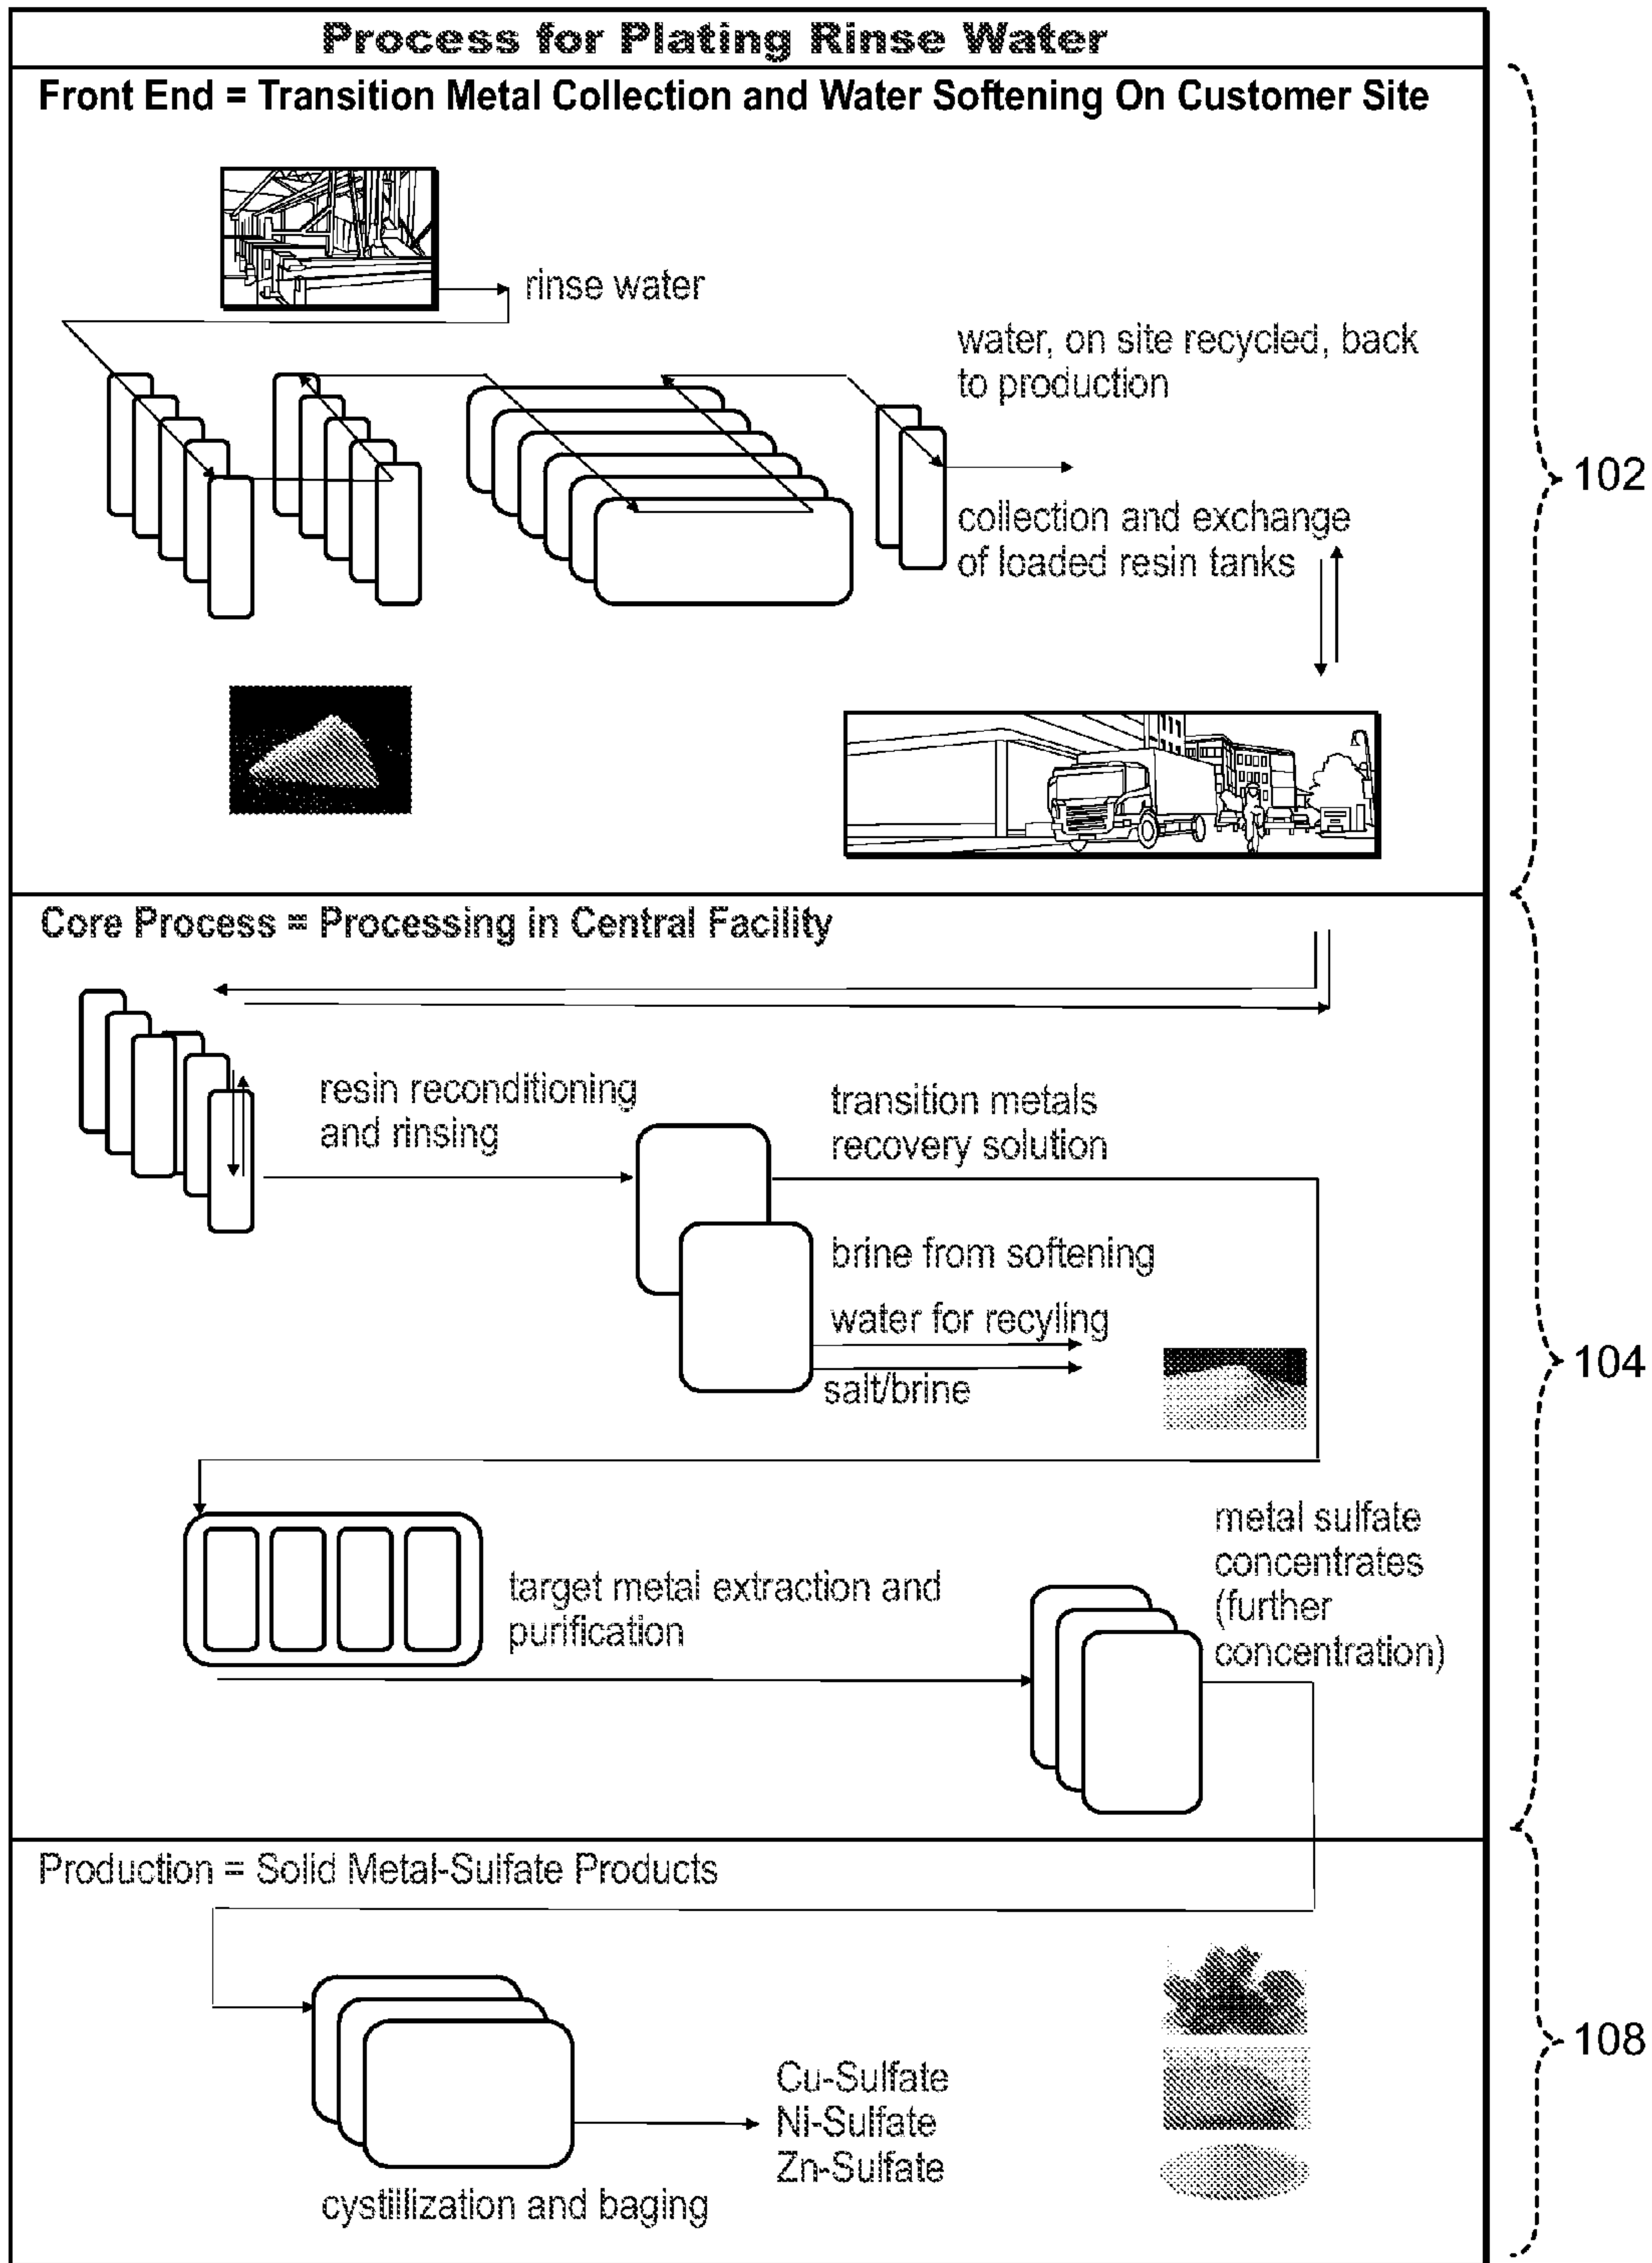 Process for Plating Rinse Water
Front End = Transition Metal Collection and Water Softening On Customer Site
rinse water
water, on site recycled, back
to production
102
collection and exchange
of loaded resin tanks
Core Process = Processing in Central Facility
resin reconditioning
and rinsing
transition metals
recovery solution
brine from softening
water for recyling
salt/brine
104
metal sulfate
concentrates
(further
concentration)
target metal extraction and
purification
Production = Solid Metal-Sulfate Products
108
Cu-Sulfate
Ni-Sulfate
Zn-Sulfate
cystillization and baging